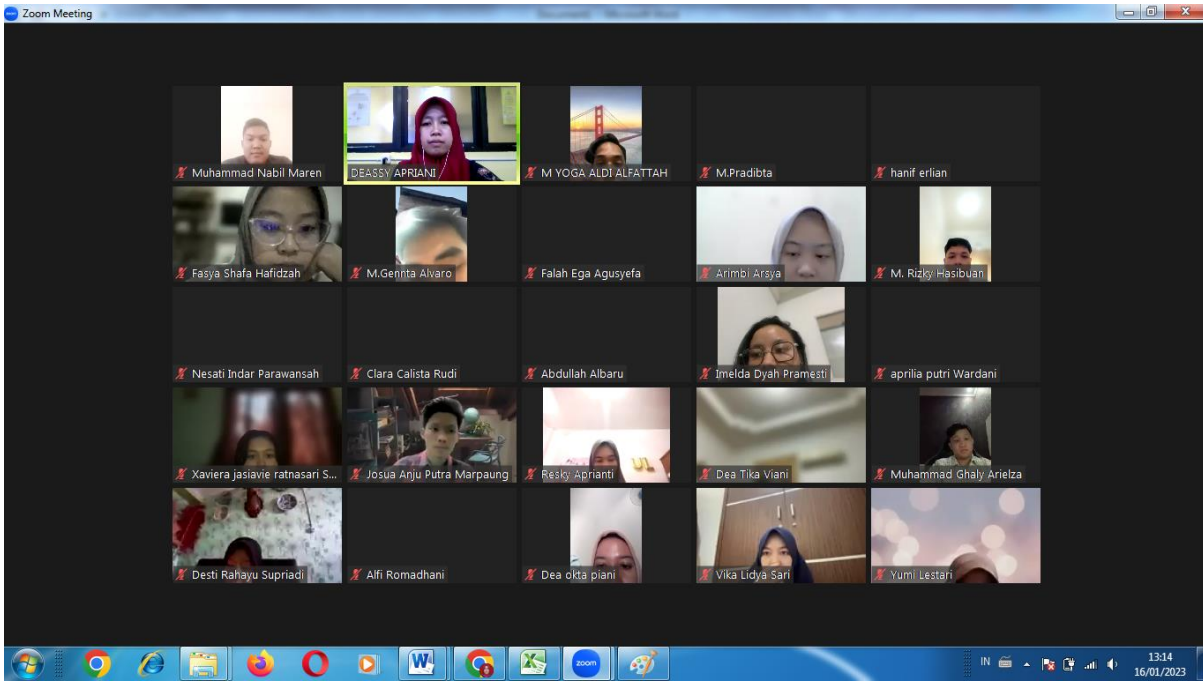 Zoom Meeting
Muhammad Nabil Maren
DEASSY APRIANI
M YOGA ALDI ALFATTAH
M.Pradibta
hanif erlian
Fasya Shafa Hafidzah
M.Gennta Alvaro
Falah Ega Agusyefa
Arimbi Arsya
M. Rizky Hasibuan
Nesati Indar Parawansah
Clara Calista Rudi
Abdullah Albaru
Imelda Dyah Pramesti
aprilia putri Wardani
Xaviera jasiavie ratnasari S...
Josua Anju Putra Marpaung
Resky Aprianti
Dea Tika Viani
Muhammad Ghaly Arielza
Desti Rahayu Supriadi
Alfi Romadhani
Dea okta piani
Vika Lidya Sari
Yumi Lestari
zoom
IN
13:14
16/01/2023